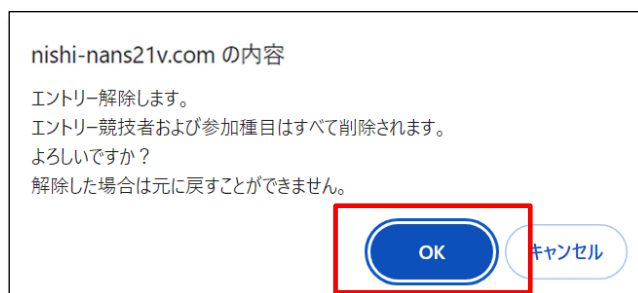 nishi-nans21v.com の内容
エントリー解除します。
エントリー競技者および参加種目はすべて削除されます。
よろしいですか？
解除した場合は元に戻すことができません。
OK
キャンセル